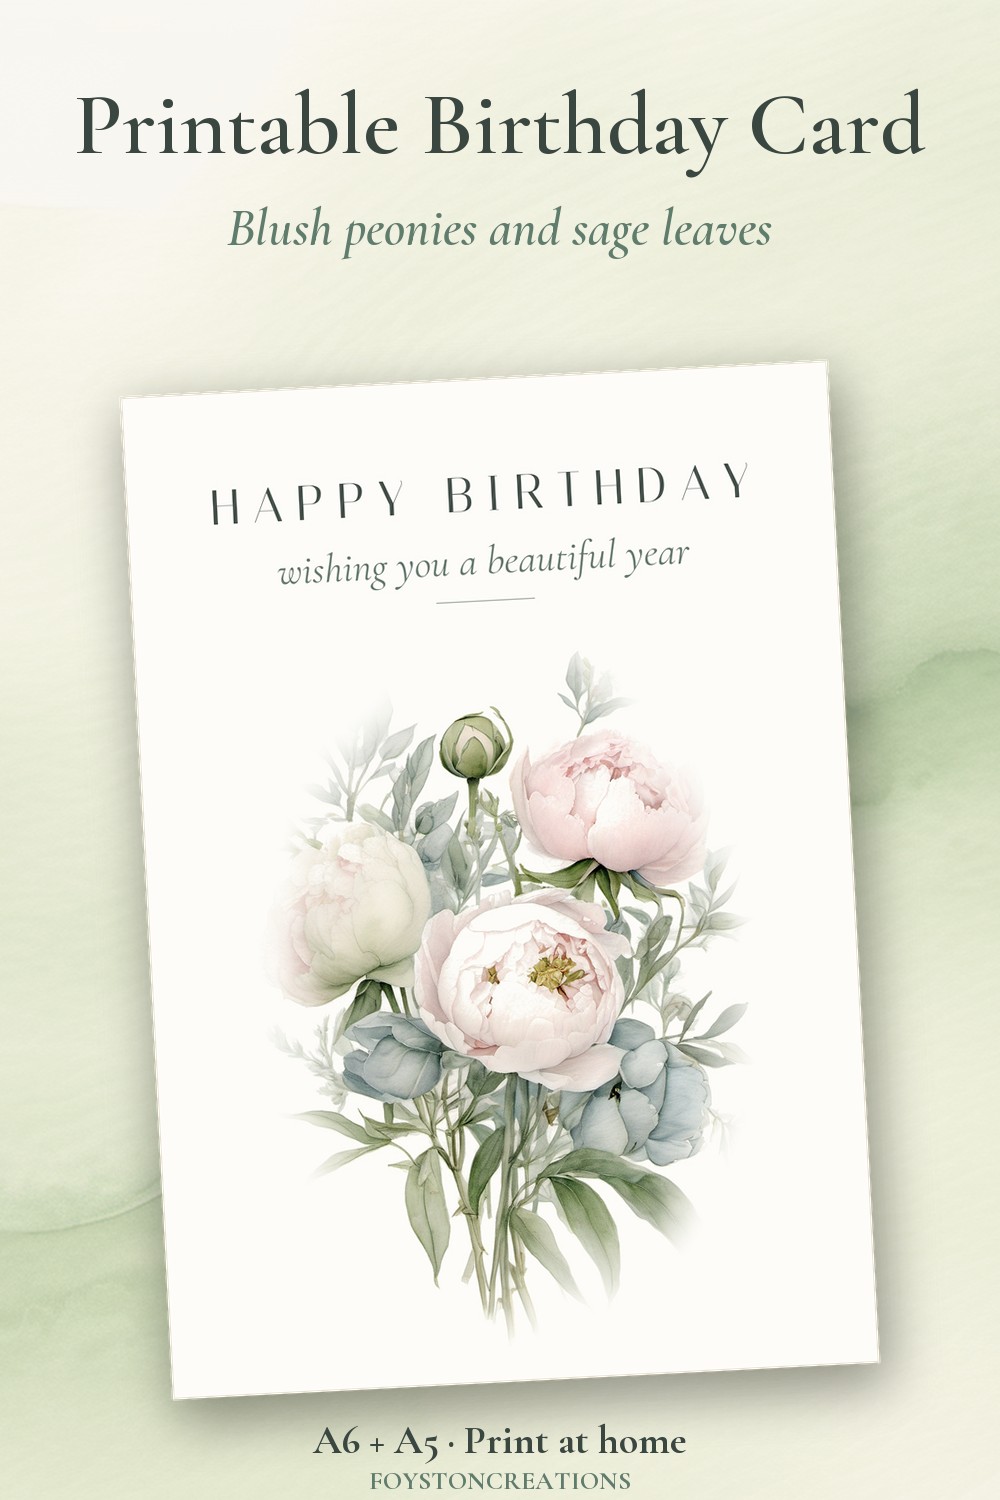 Printable Birthday Card
Blush peonies and sage leaves
HAPPY BIRTHDAY
wishing you a beautiful year
A6 + A5 · Print at home
FOYSTONCREATIONS